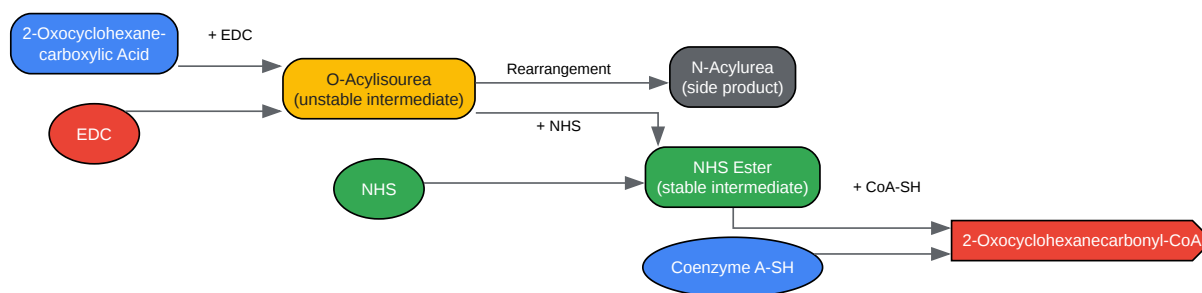 2-Oxocyclohexane-
carboxylic Acid
+ EDC
EDC
O-Acylisourea
(unstable intermediate)
Rearrangement
N-Acylurea
(side product)
+ NHS
NHS
NHS Ester
(stable intermediate)
+ CoA-SH
Coenzyme A-SH
2-Oxocyclohexanecarbonyl-CoA